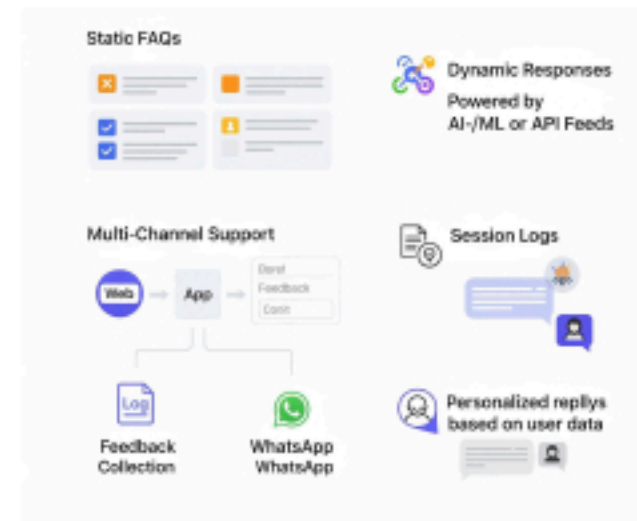 Static FAQs
Dynamic Responses
Powered by
AI-/ML or API Feeds
Multi-Channel Support
Web
App
Feedback
Session Logs
Log
Feedback
Collection
WhatsApp
WhatsApp
Personalized repllys
based on user data